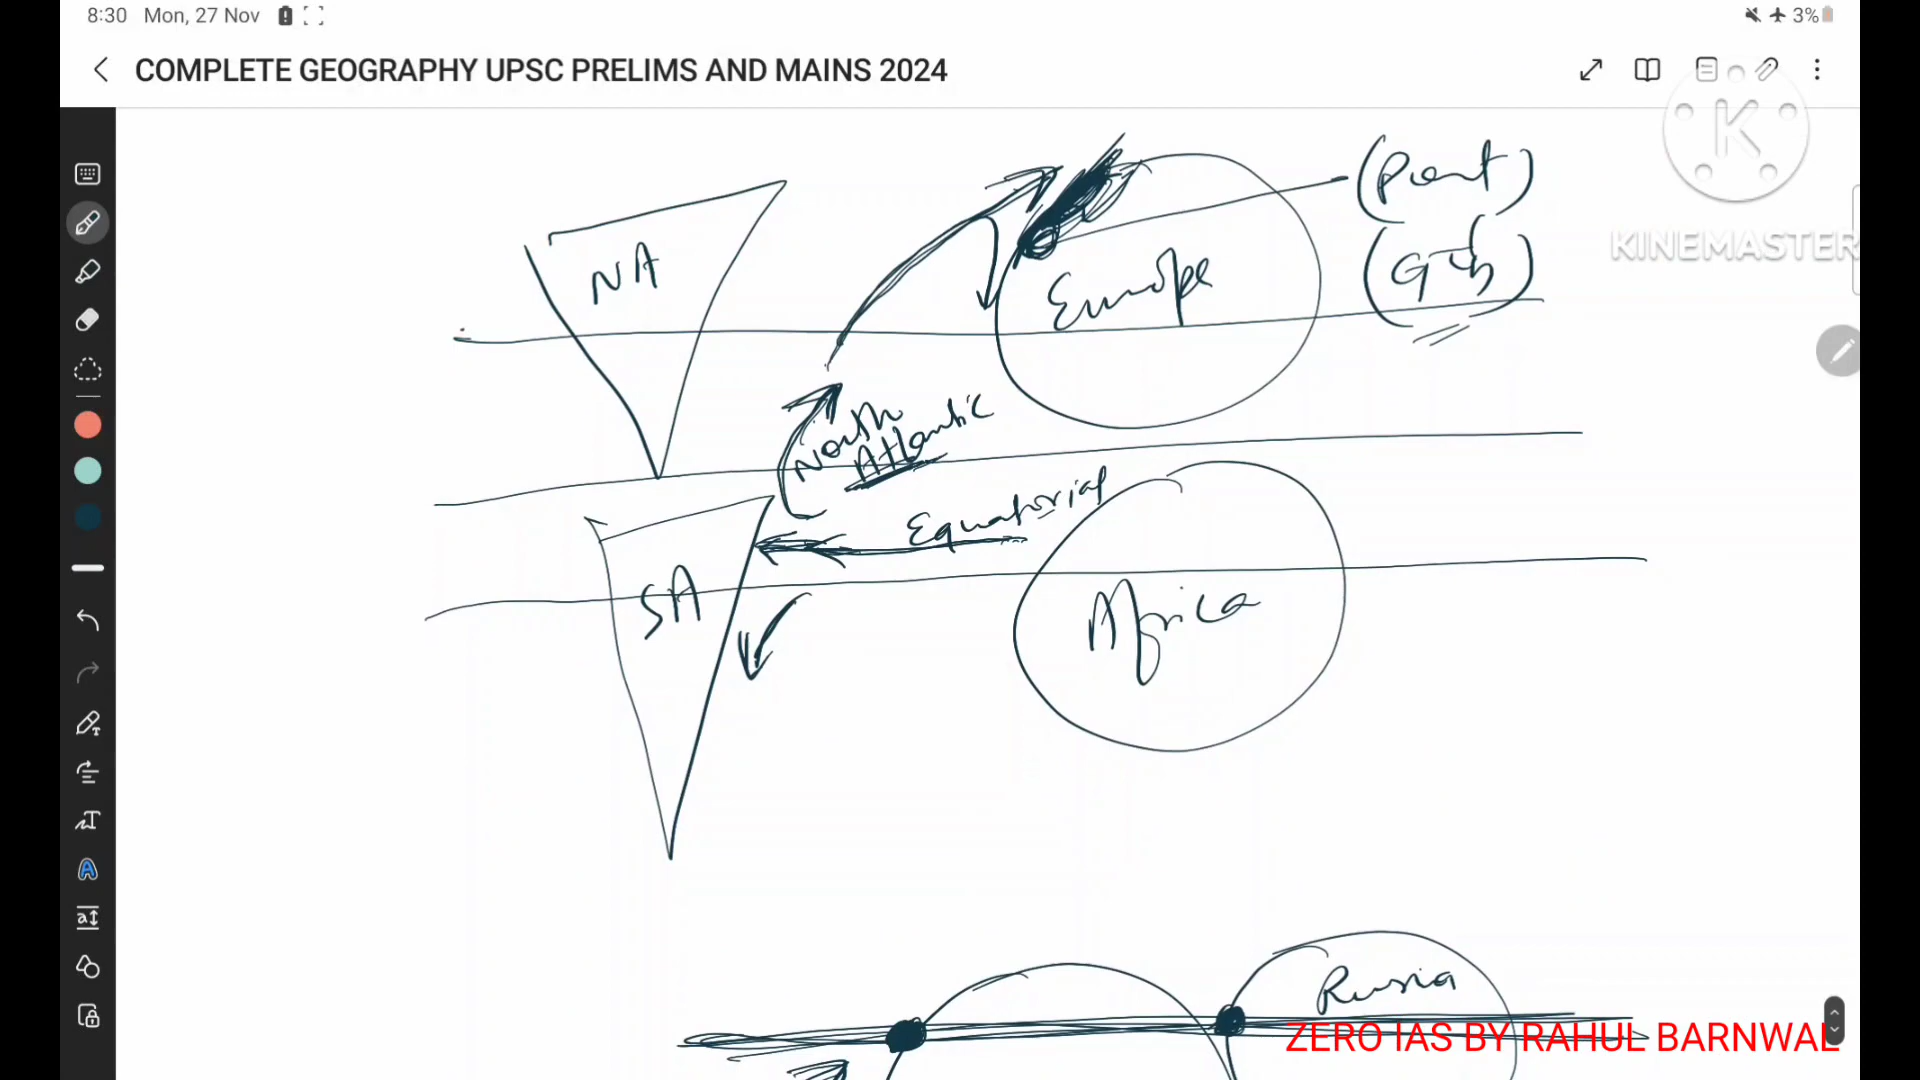 8:30 Mon, 27 Nov
3%
COMPLETE GEOGRAPHY UPSC PRELIMS AND MAINS 2024
K
KINEMASTER
NA
Europe
North
Atlantic
Equatorial
SA
Africa
Russia
ZERO IAS BY RAHUL BARNWAL